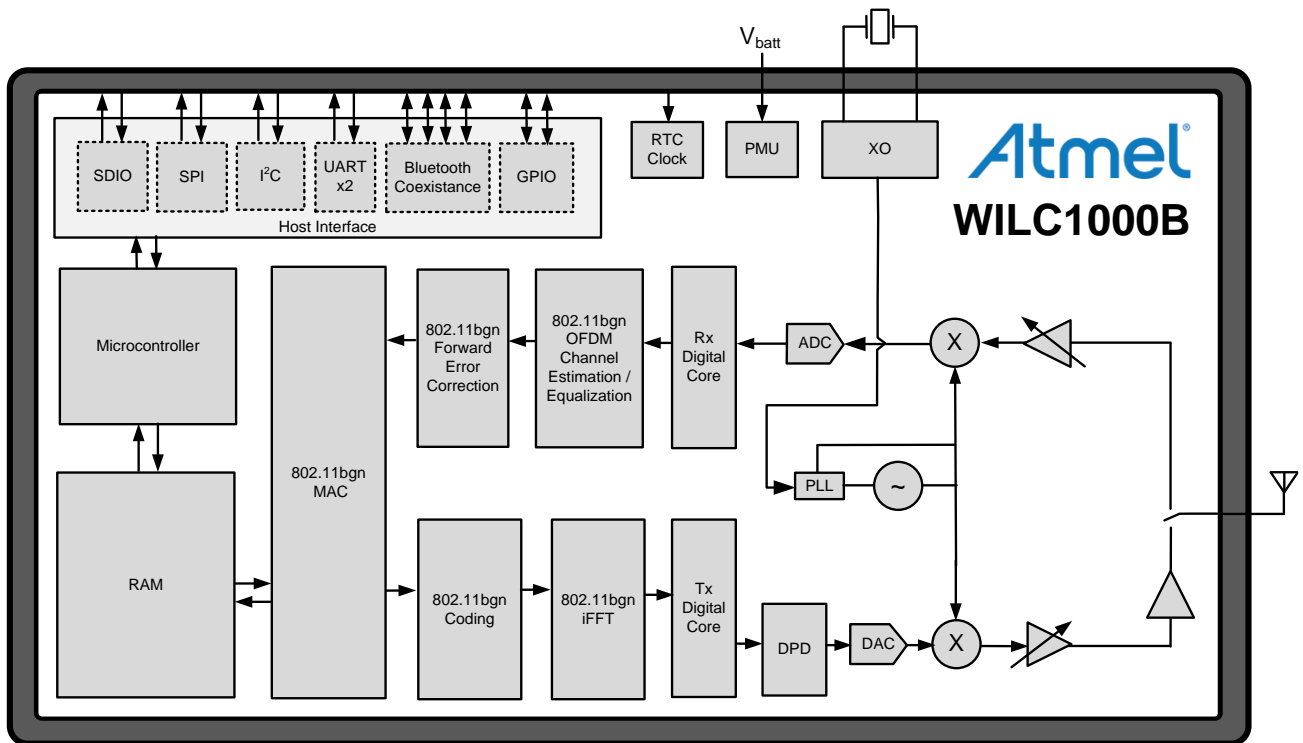 V_batt
SDIO
SPI
I²C
UART
x2
Bluetooth
Coexistance
GPIO
Host Interface
RTC
Clock
PMU
XO
Atmel®
WILC1000B
Microcontroller
802.11bgn
MAC
802.11bgn
Forward
Error
Correction
802.11bgn
OFDM
Channel
Estimation /
Equalization
Rx
Digital
Core
ADC
X
PLL
~
RAM
802.11bgn
Coding
802.11bgn
iFFT
Tx
Digital
Core
DPD
DAC
X